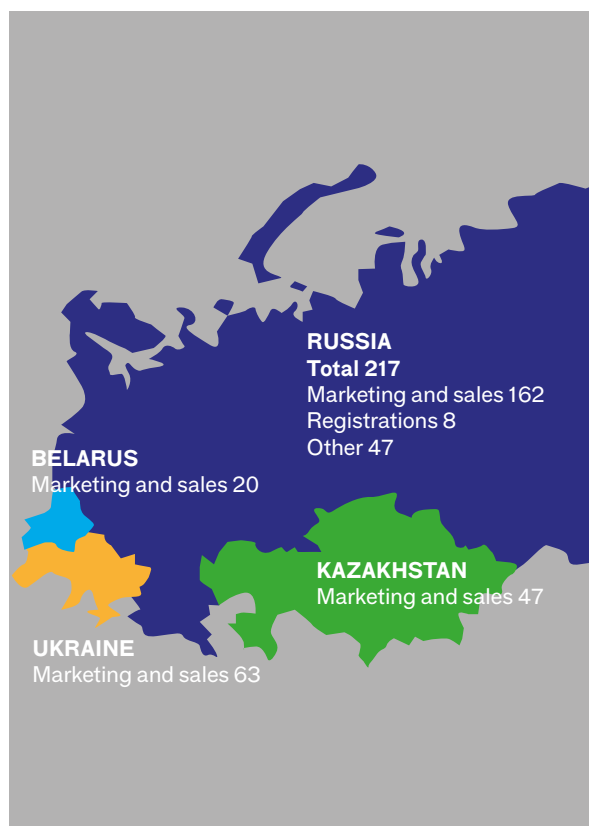 RUSSIA
Total 217
Marketing and sales 162
Registrations 8
Other 47
BELARUS
Marketing and sales 20
KAZAKHSTAN
Marketing and sales 47
UKRAINE
Marketing and sales 63